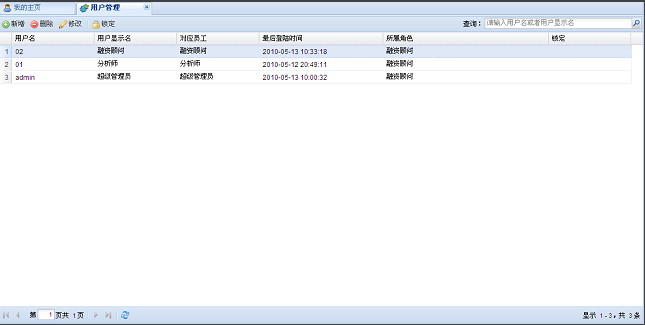 我的主页 用户管理
新增 删除 修改 锁定 查询： 请输入用户名或者用户显示名
用户名 用户显示名 对应员工 最后登陆时间 所属角色 锁定
1 02 融资顾问 融资顾问 2010-05-13 10:33:18 融资顾问
2 01 分析师 分析师 2010-05-12 20:49:11 融资顾问
3 admin 超级管理员 超级管理员 2010-05-13 10:00:32 融资顾问
第 1 页共 1 页 显示 1 - 3，共 3 条